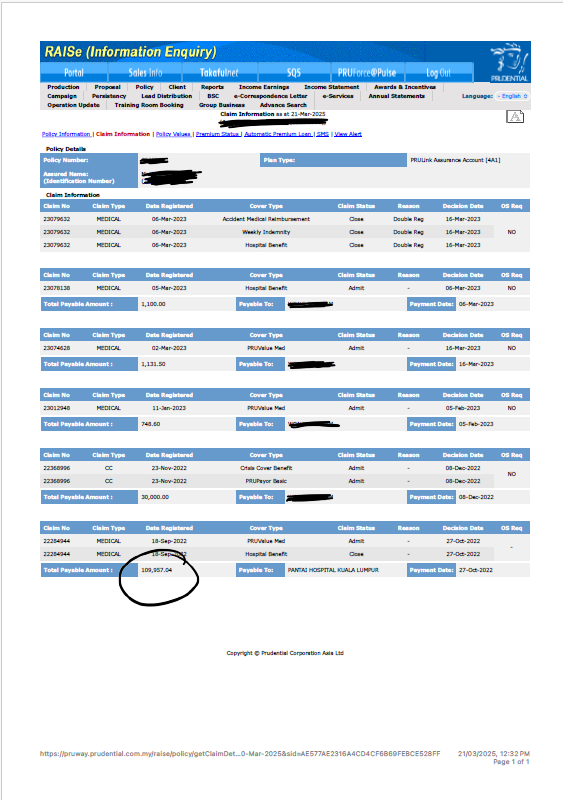 RAISe (Information Enquiry)
PRUDENTIAL
Portal Sales Info Takafulnet SQS PRUForce@Pulse Log Out
Production Proposal Policy Client Reports Income Earnings Income Statement Awards & Incentives
Campaign Persistency Lead Distribution BSC e-Correspondence Letter e-Services Annual Statements Language: - English
Operation Update Training Room Booking Group Business Advance Search
Claim Information as at 21-Mar-2025
Policy Information | Claim Information | Policy Values | Premium Status | Automatic Premium Loan | SMS | View Alert
Policy Details
Policy Number: Plan Type: PRULink Assurance Account [4A1]
Assured Name:
(Identification Number)
Claim Information
Claim No Claim Type Date Registered Cover Type Claim Status Reason Decision Date OS Req
23079632 MEDICAL 06-Mar-2023 Accident Medical Reimbursement Close Double Reg 16-Mar-2023
23079632 MEDICAL 06-Mar-2023 Weekly Indemnity Close Double Reg 16-Mar-2023 NO
23079632 MEDICAL 06-Mar-2023 Hospital Benefit Close Double Reg 16-Mar-2023
Claim No Claim Type Date Registered Cover Type Claim Status Reason Decision Date OS Req
23078138 MEDICAL 05-Mar-2023 Hospital Benefit Admit - 06-Mar-2023 NO
Total Payable Amount : 1,100.00 Payable To: Payment Date: 06-Mar-2023
Claim No Claim Type Date Registered Cover Type Claim Status Reason Decision Date OS Req
23074628 MEDICAL 02-Mar-2023 PRUValue Med Admit - 16-Mar-2023 NO
Total Payable Amount : 1,131.50 Payable To: Payment Date: 16-Mar-2023
Claim No Claim Type Date Registered Cover Type Claim Status Reason Decision Date OS Req
23012948 MEDICAL 11-Jan-2023 PRUValue Med Admit - 05-Feb-2023 NO
Total Payable Amount : 748.60 Payable To: Payment Date: 05-Feb-2023
Claim No Claim Type Date Registered Cover Type Claim Status Reason Decision Date OS Req
22368996 CC 23-Nov-2022 Crisis Cover Benefit Admit - 08-Dec-2022 NO
22368996 CC 23-Nov-2022 PRUPayor Basic Admit - 08-Dec-2022
Total Payable Amount : 30,000.00 Payable To: Payment Date: 08-Dec-2022
Claim No Claim Type Date Registered Cover Type Claim Status Reason Decision Date OS Req
22284944 MEDICAL 18-Sep-2022 PRUValue Med Admit - 27-Oct-2022 -
22284944 MEDICAL 18-Sep-2022 Hospital Benefit Close - 27-Oct-2022
Total Payable Amount : 109,957.04 Payable To: PANTAI HOSPITAL KUALA LUMPUR Payment Date: 27-Oct-2022
Copyright © Prudential Corporation Asia Ltd
https://pruway.prudential.com.my/raise/policy/getClaimDet...0-Mar-2025&sid=AE577AE2316A4CD4CF6B69FEBCE528FF 21/03/2025, 12:32 PM
Page 1 of 1